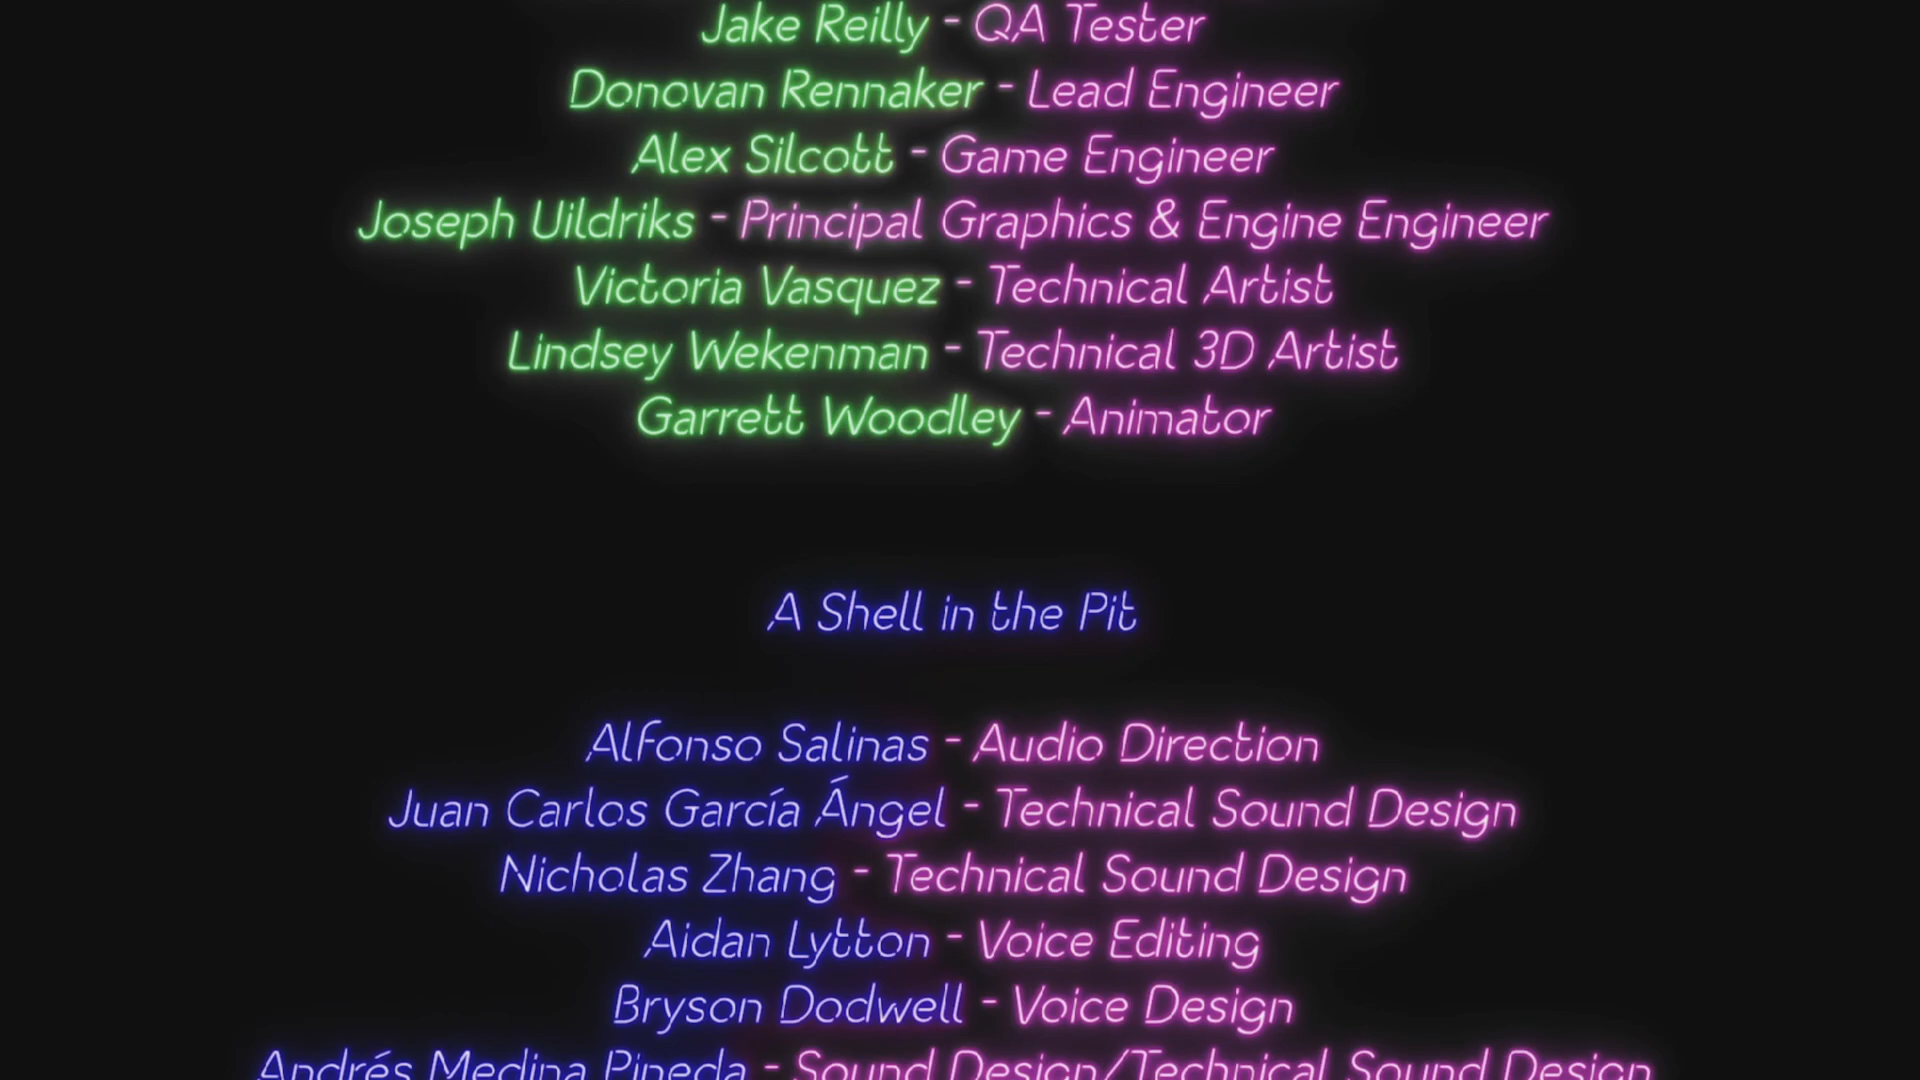 Jake Reilly - QA Tester
Donovan Rennaker - Lead Engineer
Alex Silcott - Game Engineer
Joseph Uildriks - Principal Graphics & Engine Engineer
Victoria Vasquez - Technical Artist
Lindsey Wekenman - Technical 3D Artist
Garrett Woodley - Animator
A Shell in the Pit
Alfonso Salinas - Audio Direction
Juan Carlos García Ángel - Technical Sound Design
Nicholas Zhang - Technical Sound Design
Aidan Lytton - Voice Editing
Bryson Dodwell - Voice Design
Andrés Medina Pineda - Sound Design/Technical Sound Design